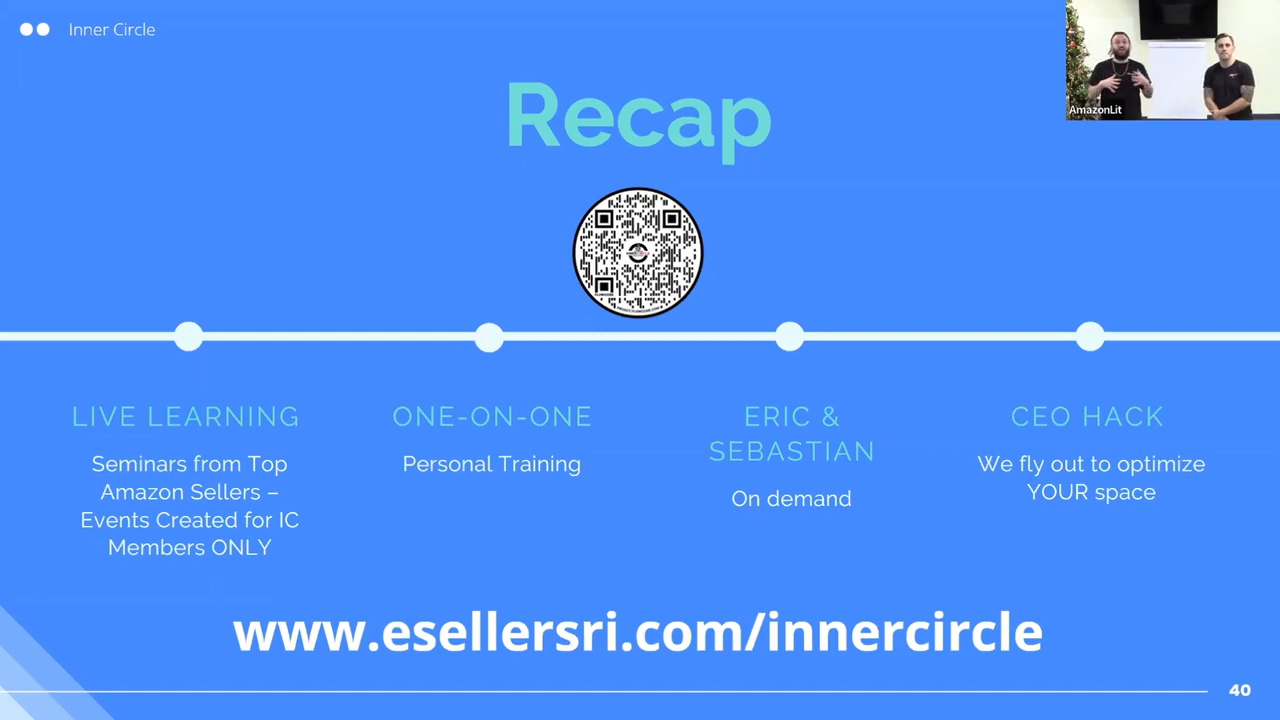 Inner Circle
AmazonLit
Recap
LIVE LEARNING
Seminars from Top
Amazon Sellers –
Events Created for IC
Members ONLY
ONE-ON-ONE
Personal Training
ERIC &
SEBASTIAN
On demand
CEO HACK
We fly out to optimize
YOUR space
www.esellersri.com/innercircle
40